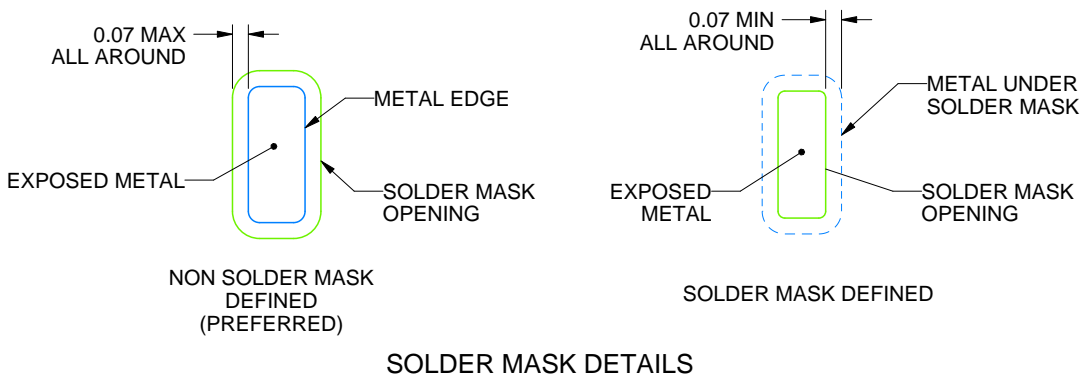 0.07 MAX
ALL AROUND
METAL EDGE
EXPOSED METAL
SOLDER MASK
OPENING
NON SOLDER MASK
DEFINED
(PREFERRED)
0.07 MIN
ALL AROUND
METAL UNDER
SOLDER MASK
EXPOSED
METAL
SOLDER MASK
OPENING
SOLDER MASK DEFINED
SOLDER MASK DETAILS